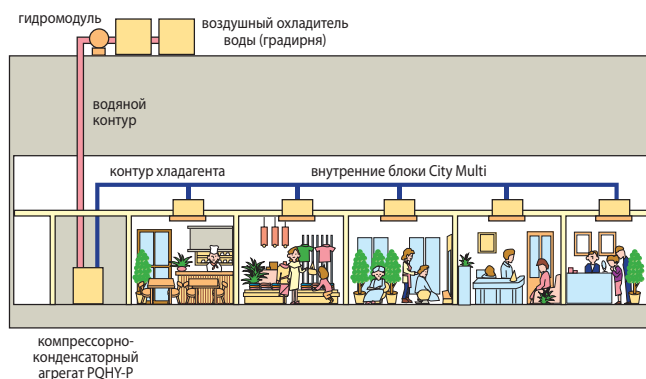 гидромодуль
воздушный охладитель
воды (градирня)
водяной
контур
контур хладагента
внутренние блоки City Multi
компрессорно-
конденсаторный
агрегат PQHY-P